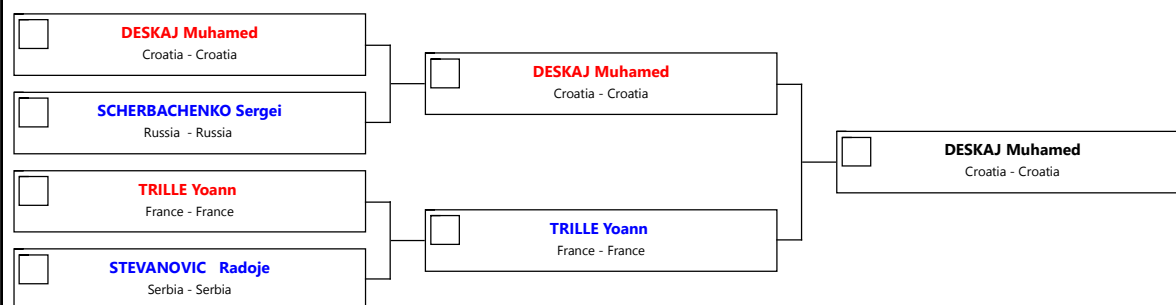 DESKAJ Muhamed
Croatia - Croatia
SCHERBACHENKO Sergei
Russia - Russia
TRILLE Yoann
France - France
STEVANOVIC Radoje
Serbia - Serbia
DESKAJ Muhamed
Croatia - Croatia
TRILLE Yoann
France - France
DESKAJ Muhamed
Croatia - Croatia